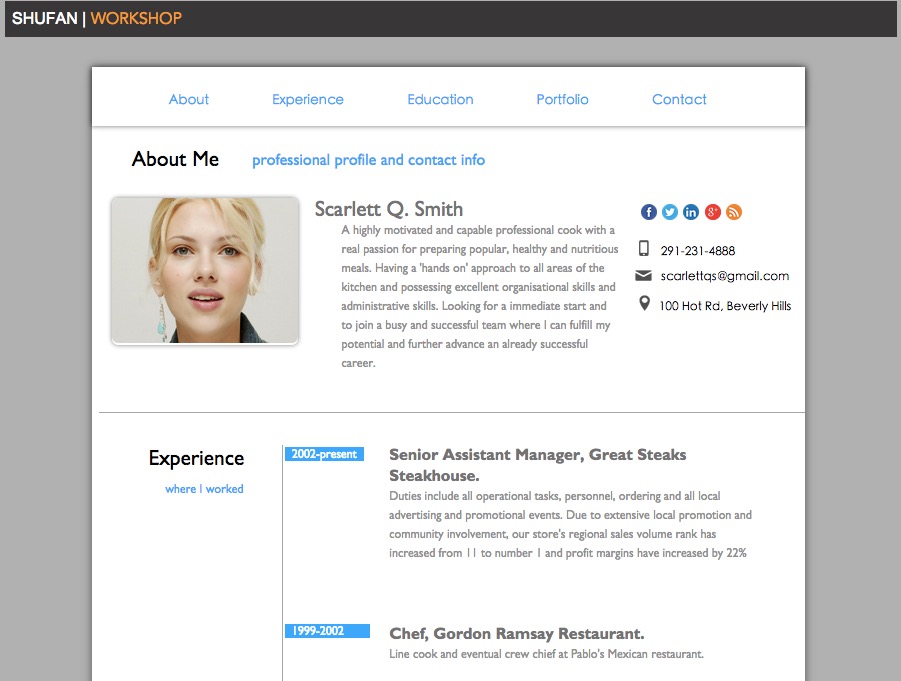 SHUFAN | WORKSHOP
About Experience Education Portfolio Contact
About Me professional profile and contact info
Scarlett Q. Smith
A highly motivated and capable professional cook with a
real passion for preparing popular, healthy and nutritious
meals. Having a 'hands on' approach to all areas of the
kitchen and possessing excellent organisational skills and
administrative skills. Looking for a immediate start and
to join a busy and successful team where I can fulfill my
potential and further advance an already successful
career.
f in g+
291-231-4888
scarlettqs@gmail.com
100 Hot Rd, Beverly Hills
Experience
where I worked
2002-present
Senior Assistant Manager, Great Steaks
Steakhouse.
Duties include all operational tasks, personnel, ordering and all local
advertising and promotional events. Due to extensive local promotion and
community involvement, our store's regional sales volume rank has
increased from 11 to number 1 and profit margins have increased by 22%
1999-2002
Chef, Gordon Ramsay Restaurant.
Line cook and eventual crew chief at Pablo's Mexican restaurant.